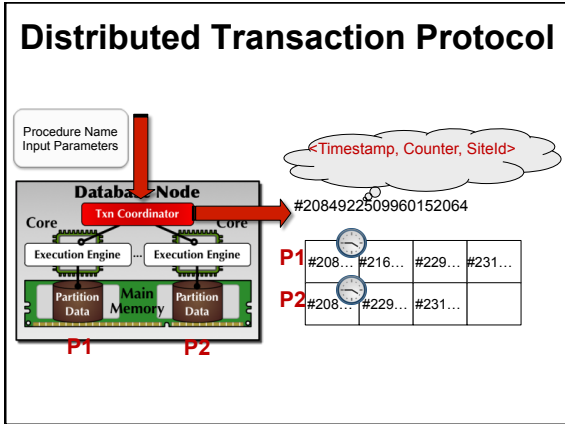 Distributed Transaction Protocol
Procedure Name
Input Parameters
<Timestamp, Counter, SiteId>
Database Node
Txn Coordinator
#2084922509960152064
Core
Core
Execution Engine
...
Execution Engine
P1
#208...
#216...
#229...
#231...
Partition
Data
Main
Memory
Partition
Data
P2
#208...
#229...
#231...
P1
P2